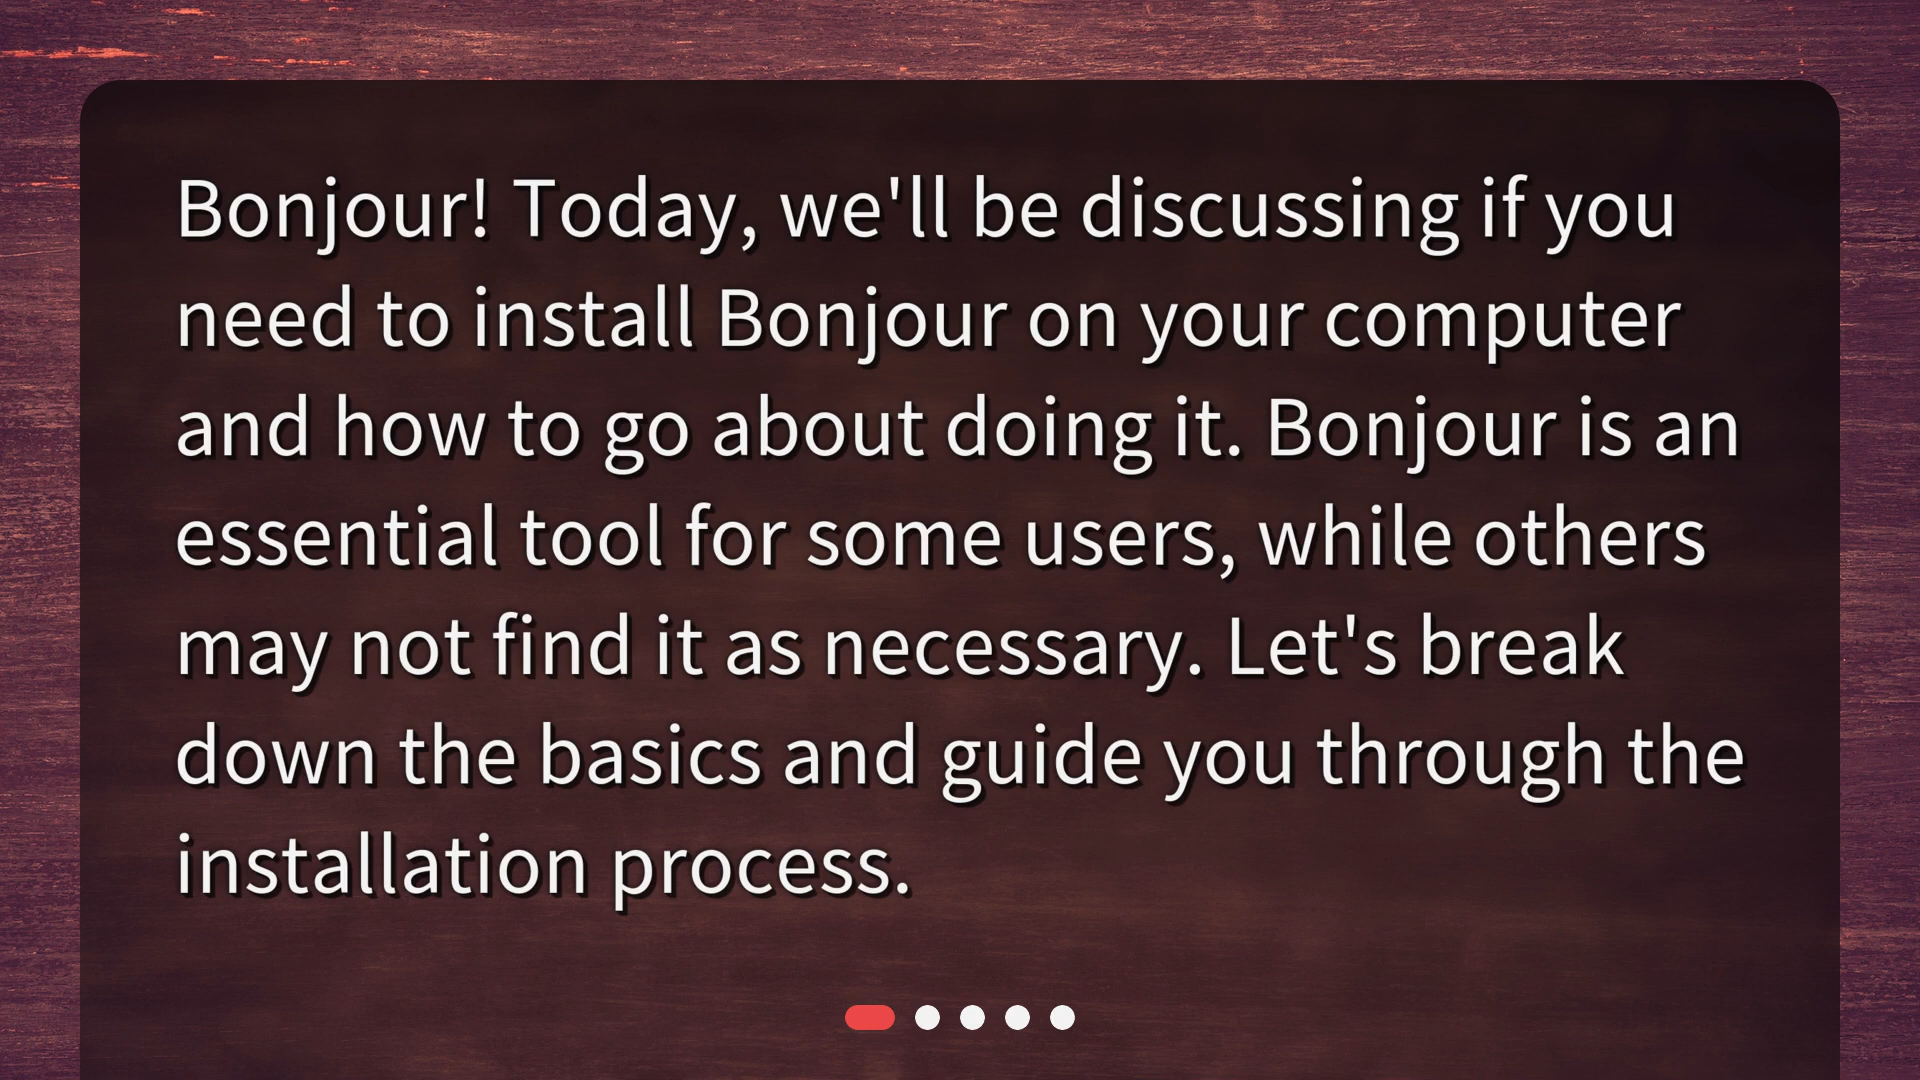 Bonjour! Today, we'll be discussing if you
need to install Bonjour on your computer
and how to go about doing it. Bonjour is an
essential tool for some users, while others
may not find it as necessary. Let's break
down the basics and guide you through the
installation process.